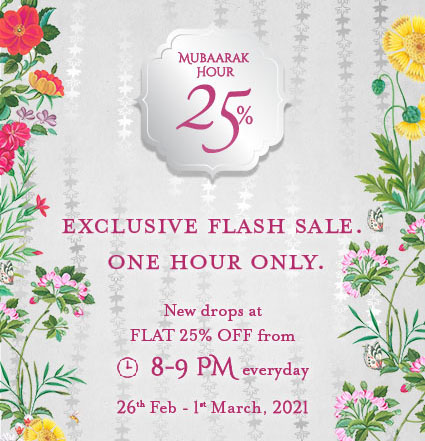 MUBAARAK
HOUR
25%
EXCLUSIVE FLASH SALE.
ONE HOUR ONLY.
New drops at
FLAT 25% OFF from
8-9 PM everyday
26th Feb - 1st March, 2021